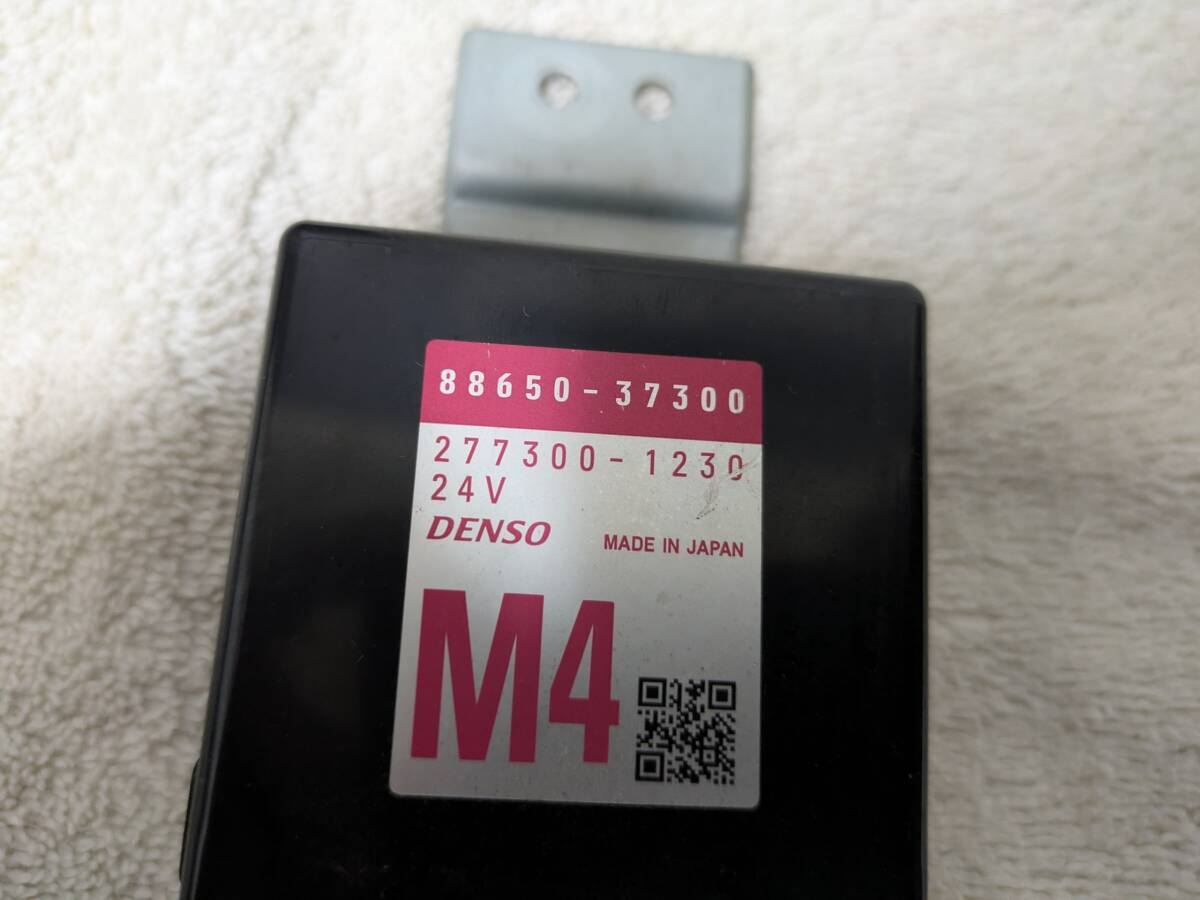 88650-37300
277300-1230
24V
DENSO
MADE IN JAPAN
M4